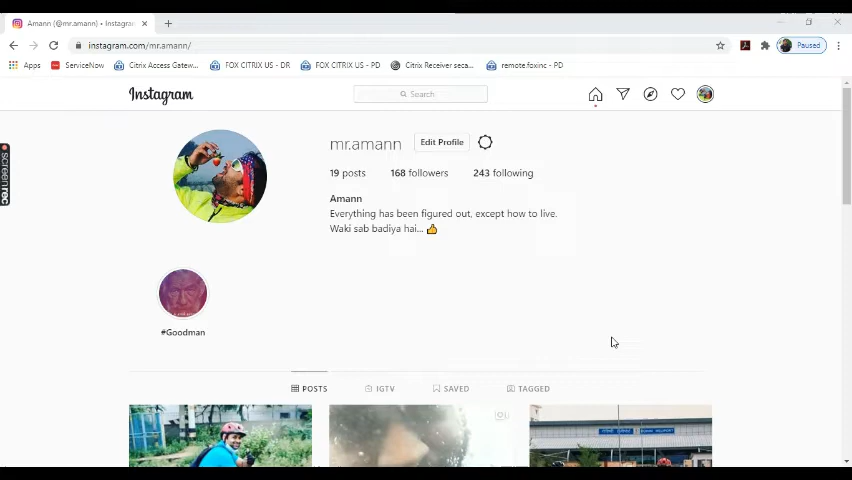 Amann (@mr.amann) • Instagran
instagram.com/mr.amann/
Paused
Apps
ServiceNow
Citrix Access Gatew...
FOX CITRIX US - DR
FOX CITRIX US - PD
Citrix Receiver seca...
remote.foxinc - PD
Instagram
Search
screenrec
mr.amann
Edit Profile
19 posts 168 followers 243 following
Amann
Everything has been figured out, except how to live.
Waki sab badiya hai... 👍
#Goodman
POSTS IGTV SAVED TAGGED